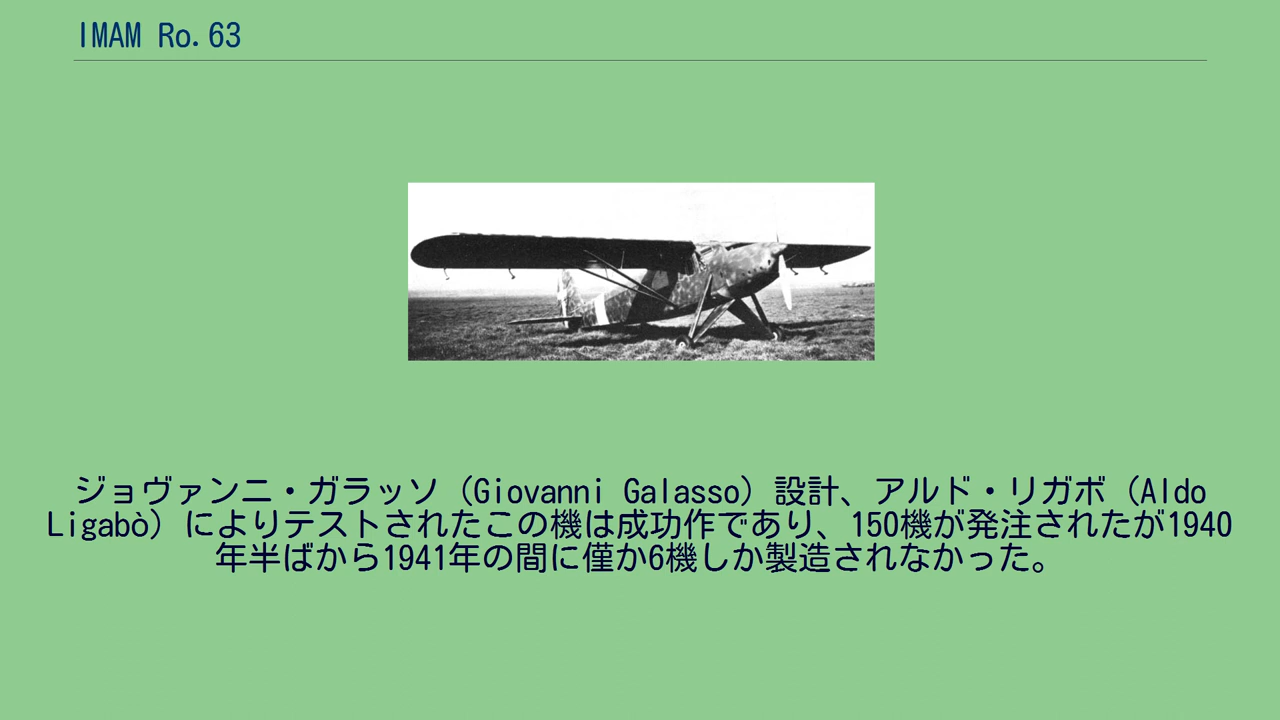 IMAM Ro.63
ジョヴァンニ・ガラッソ（Giovanni Galasso）設計、アルド・リガボ（Aldo
Ligabò）によりテストされたこの機は成功作であり、150機が発注されたが1940
年半ばから1941年の間に僅か6機しか製造されなかった。